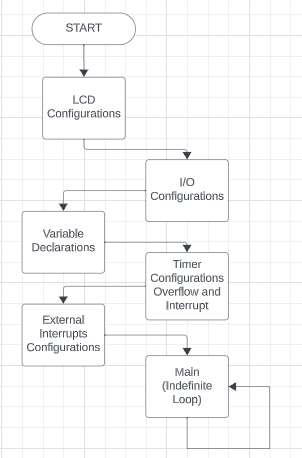 START
LCD
Configurations
I/O
Configurations
Variable
Declarations
Timer
Configurations
Overflow and
Interrupt
External
Interrupts
Configurations
Main
(Indefinite
Loop)